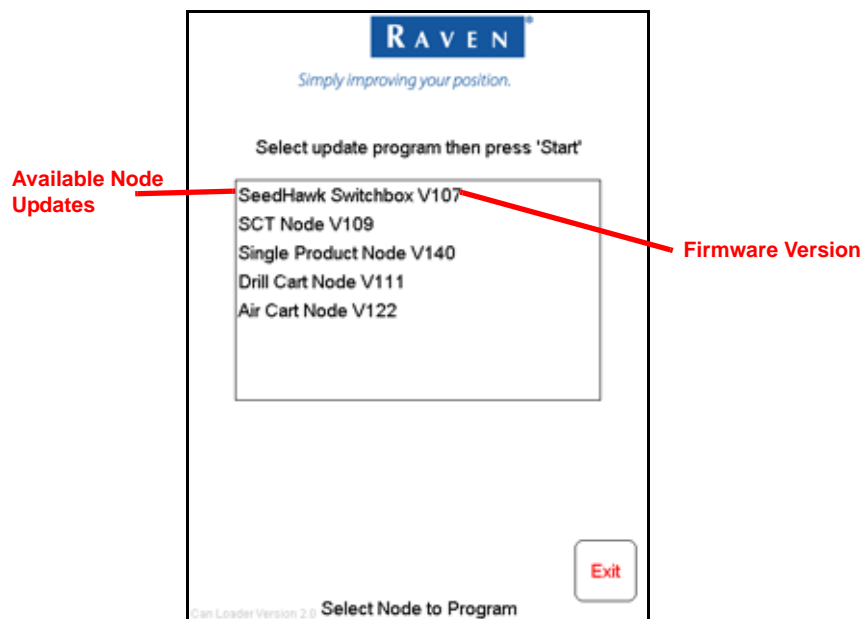 RAVEN®
Simply improving your position.
Select update program then press 'Start'
Available Node
Updates
SeedHawk Switchbox V107
SCT Node V109
Single Product Node V140
Drill Cart Node V111
Air Cart Node V122
Firmware Version
Exit
Can Loader Version 2.0
Select Node to Program